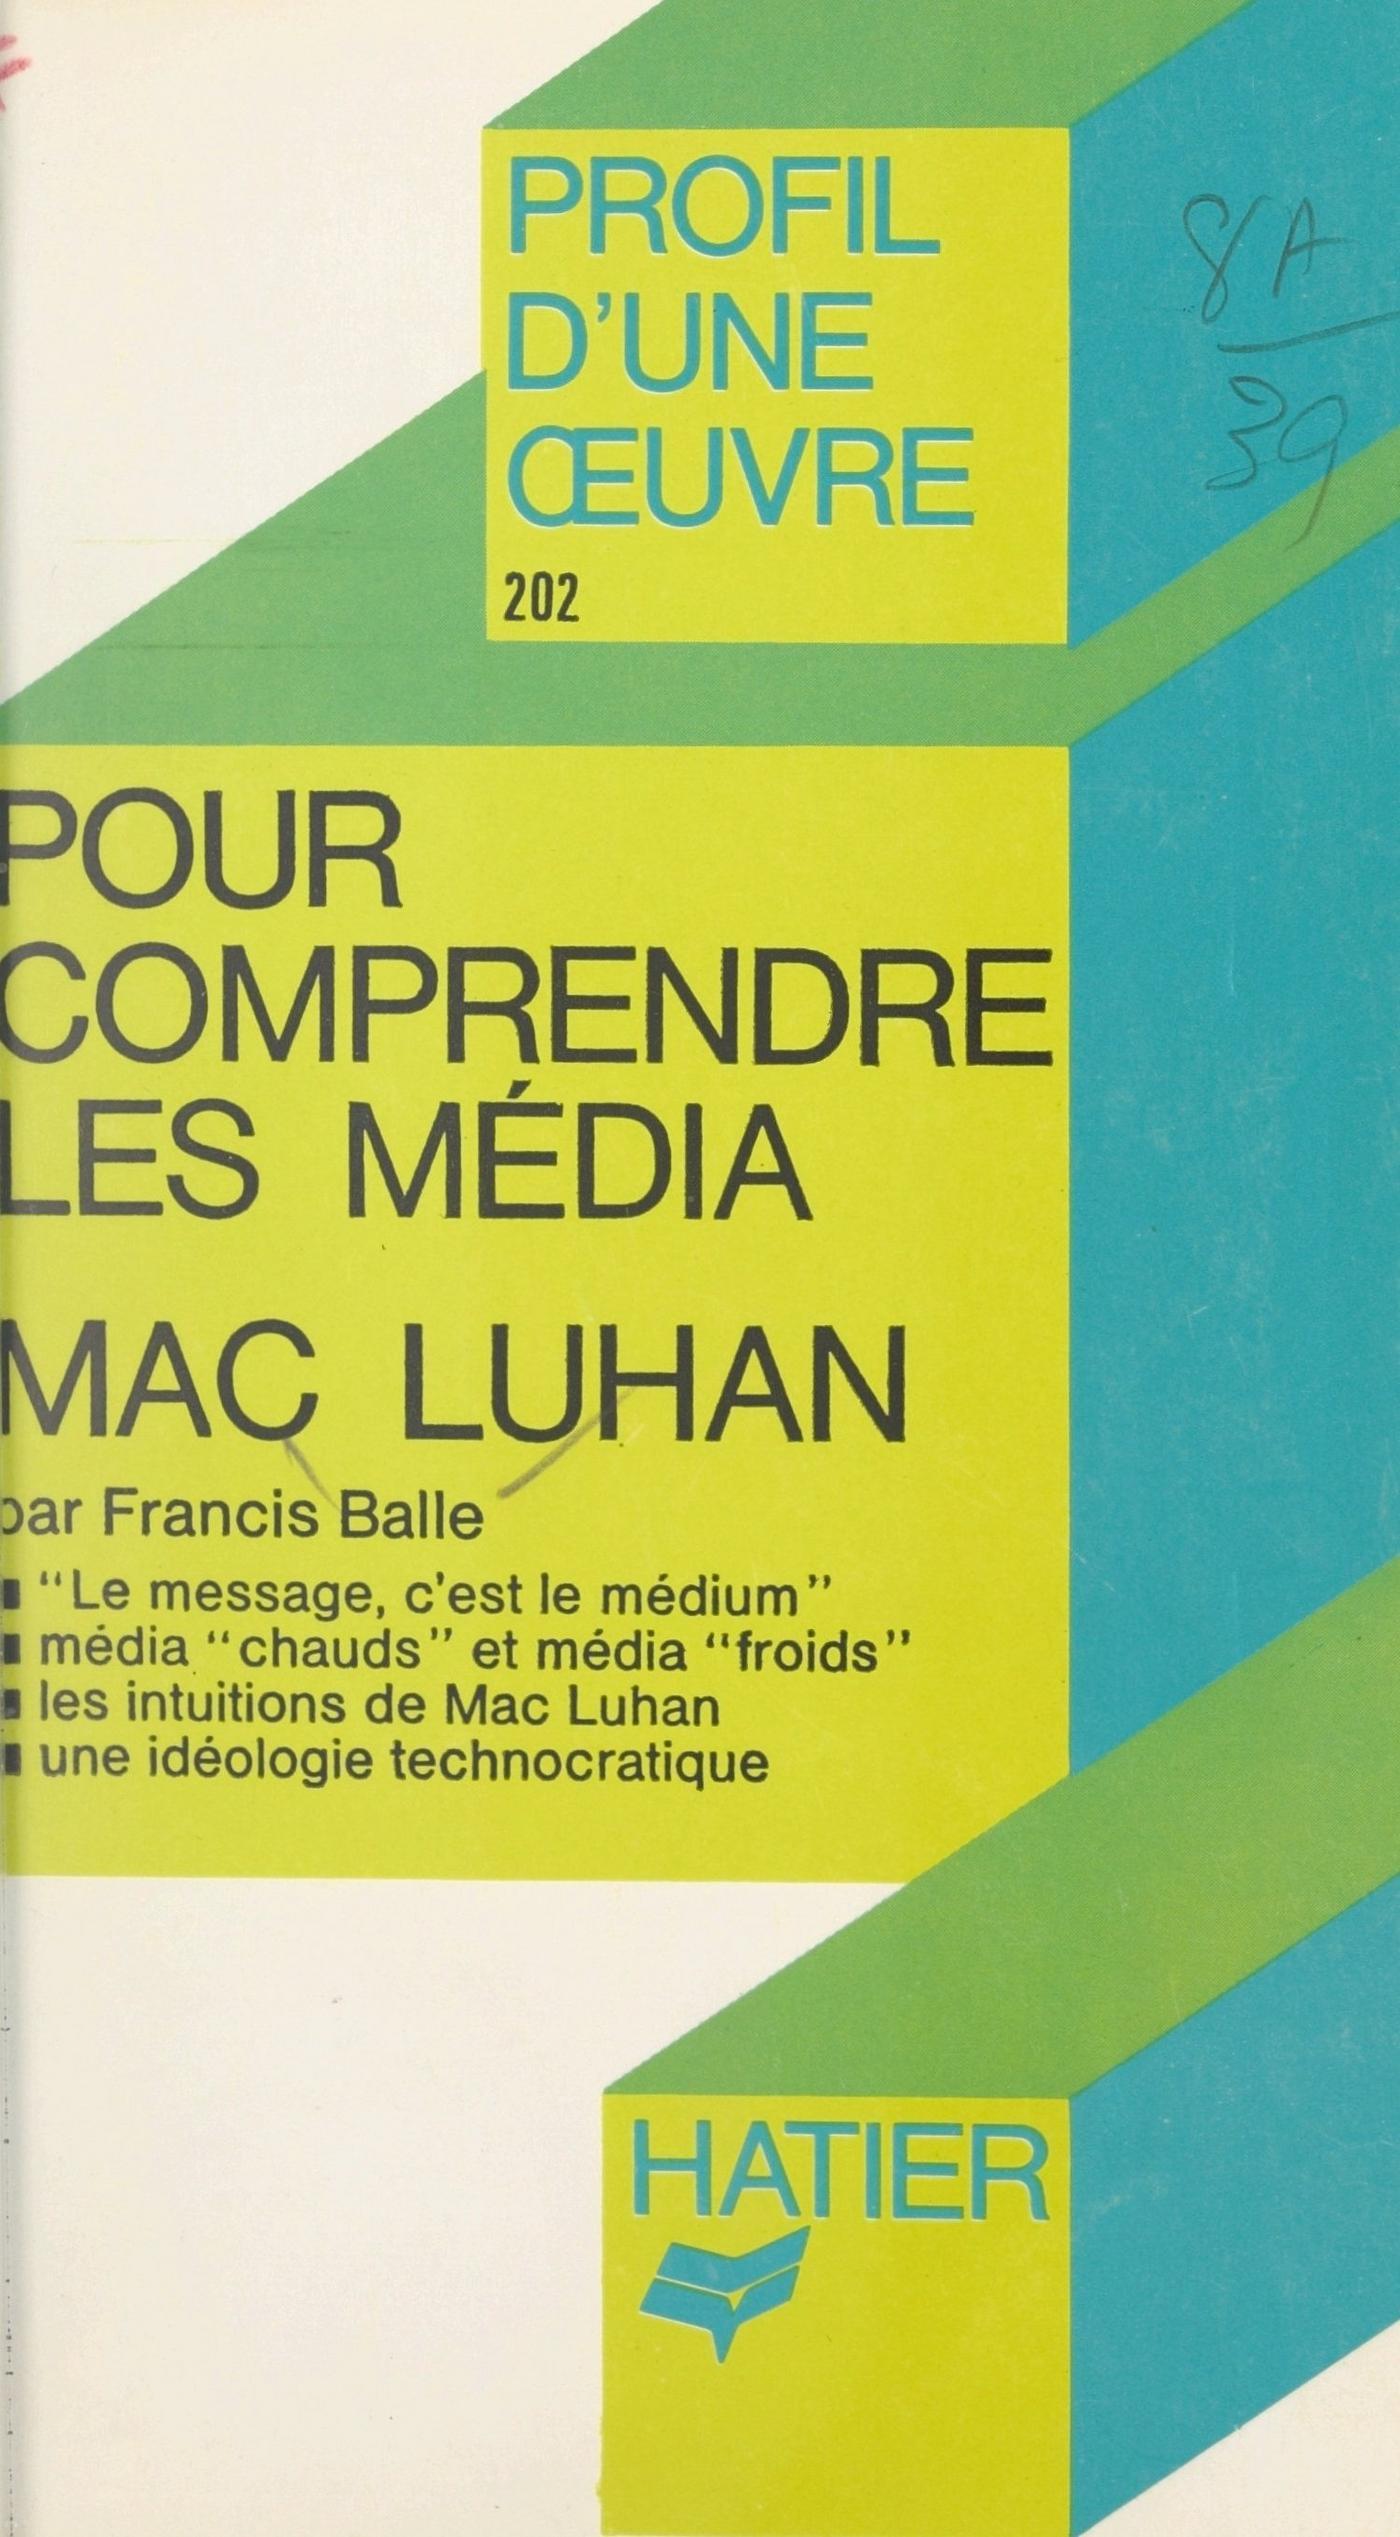 PROFIL
D’UNE
ŒUVRE
202
8A
39
POUR
COMPRENDRE
LES MÉDIA
MAC LUHAN
par Francis Balle
▪ “Le message, c'est le médium”
▪ média “chauds” et média “froids”
▪ les intuitions de Mac Luhan
▪ une idéologie technocratique
HATIER